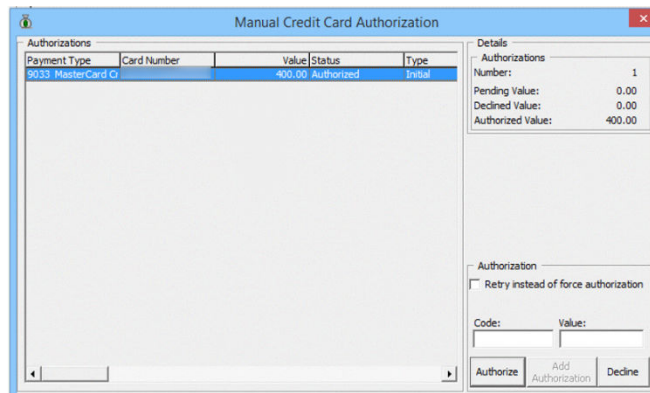 Manual Credit Card Authorization
Authorizations
Payment Type Card Number Value Status Type
9033 MasterCard Cr 400.00 Authorized Initial
Details
Authorizations
Number: 1
Pending Value: 0.00
Declined Value: 0.00
Authorized Value: 400.00
Authorization
Retry instead of force authorization
Code: Value:
Authorize Add Authorization Decline